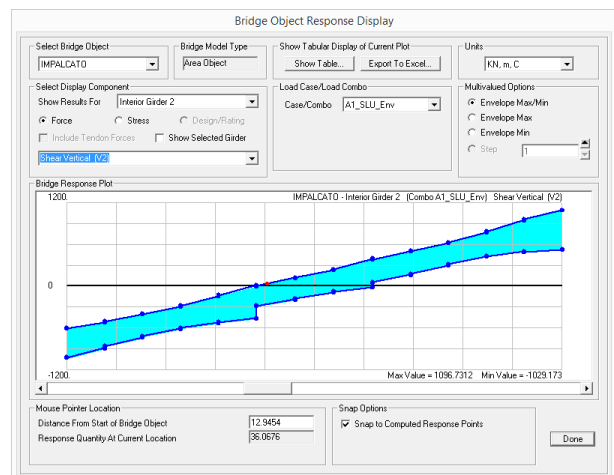 Bridge Object Response Display
Select Bridge Object
IMPALCATO
Bridge Model Type
Area Object
Show Tabular Display of Current Plot
Show Table...
Export To Excel...
Units
KN, m, C
Select Display Component
Show Results For
Interior Girder 2
Force
Stress
Design/Rating
Include Tendon Forces
Show Selected Girder
Shear Vertical (V2)
Load Case/Load Combo
Case/Combo
A1_SLU_Env
Multivalued Options
Envelope Max/Min
Envelope Max
Envelope Min
Step
1
Bridge Response Plot
1200.
IMPALCATO - Interior Girder 2 (Combo A1_SLU_Env) Shear Vertical (V2)
0
-1200.
Max Value = 1096.7312 Min Value = -1029.173
Mouse Pointer Location
Distance From Start of Bridge Object
12.9454
Response Quantity At Current Location
36.0676
Snap Options
Snap to Computed Response Points
Done